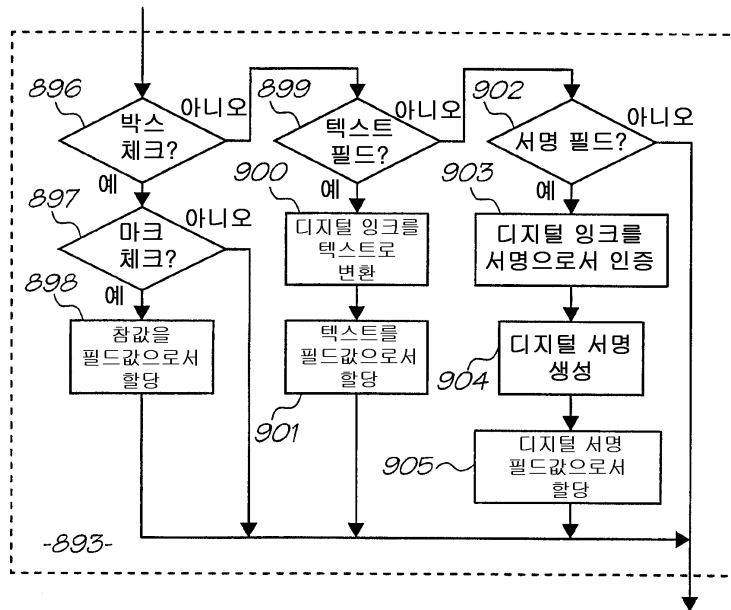 896
박스
체크?
아니오
예
897
마크
체크?
아니오
예
898
참값을
필드값으로서
할당
899
텍스트
필드?
아니오
예
900
디지털 잉크를
텍스트로
변환
텍스트를
필드값으로서
할당
901
902
서명 필드?
아니오
예
903
디지털 잉크를
서명으로서 인증
디지털 서명
생성
904
디지털 서명
필드값으로서
할당
905
-893-